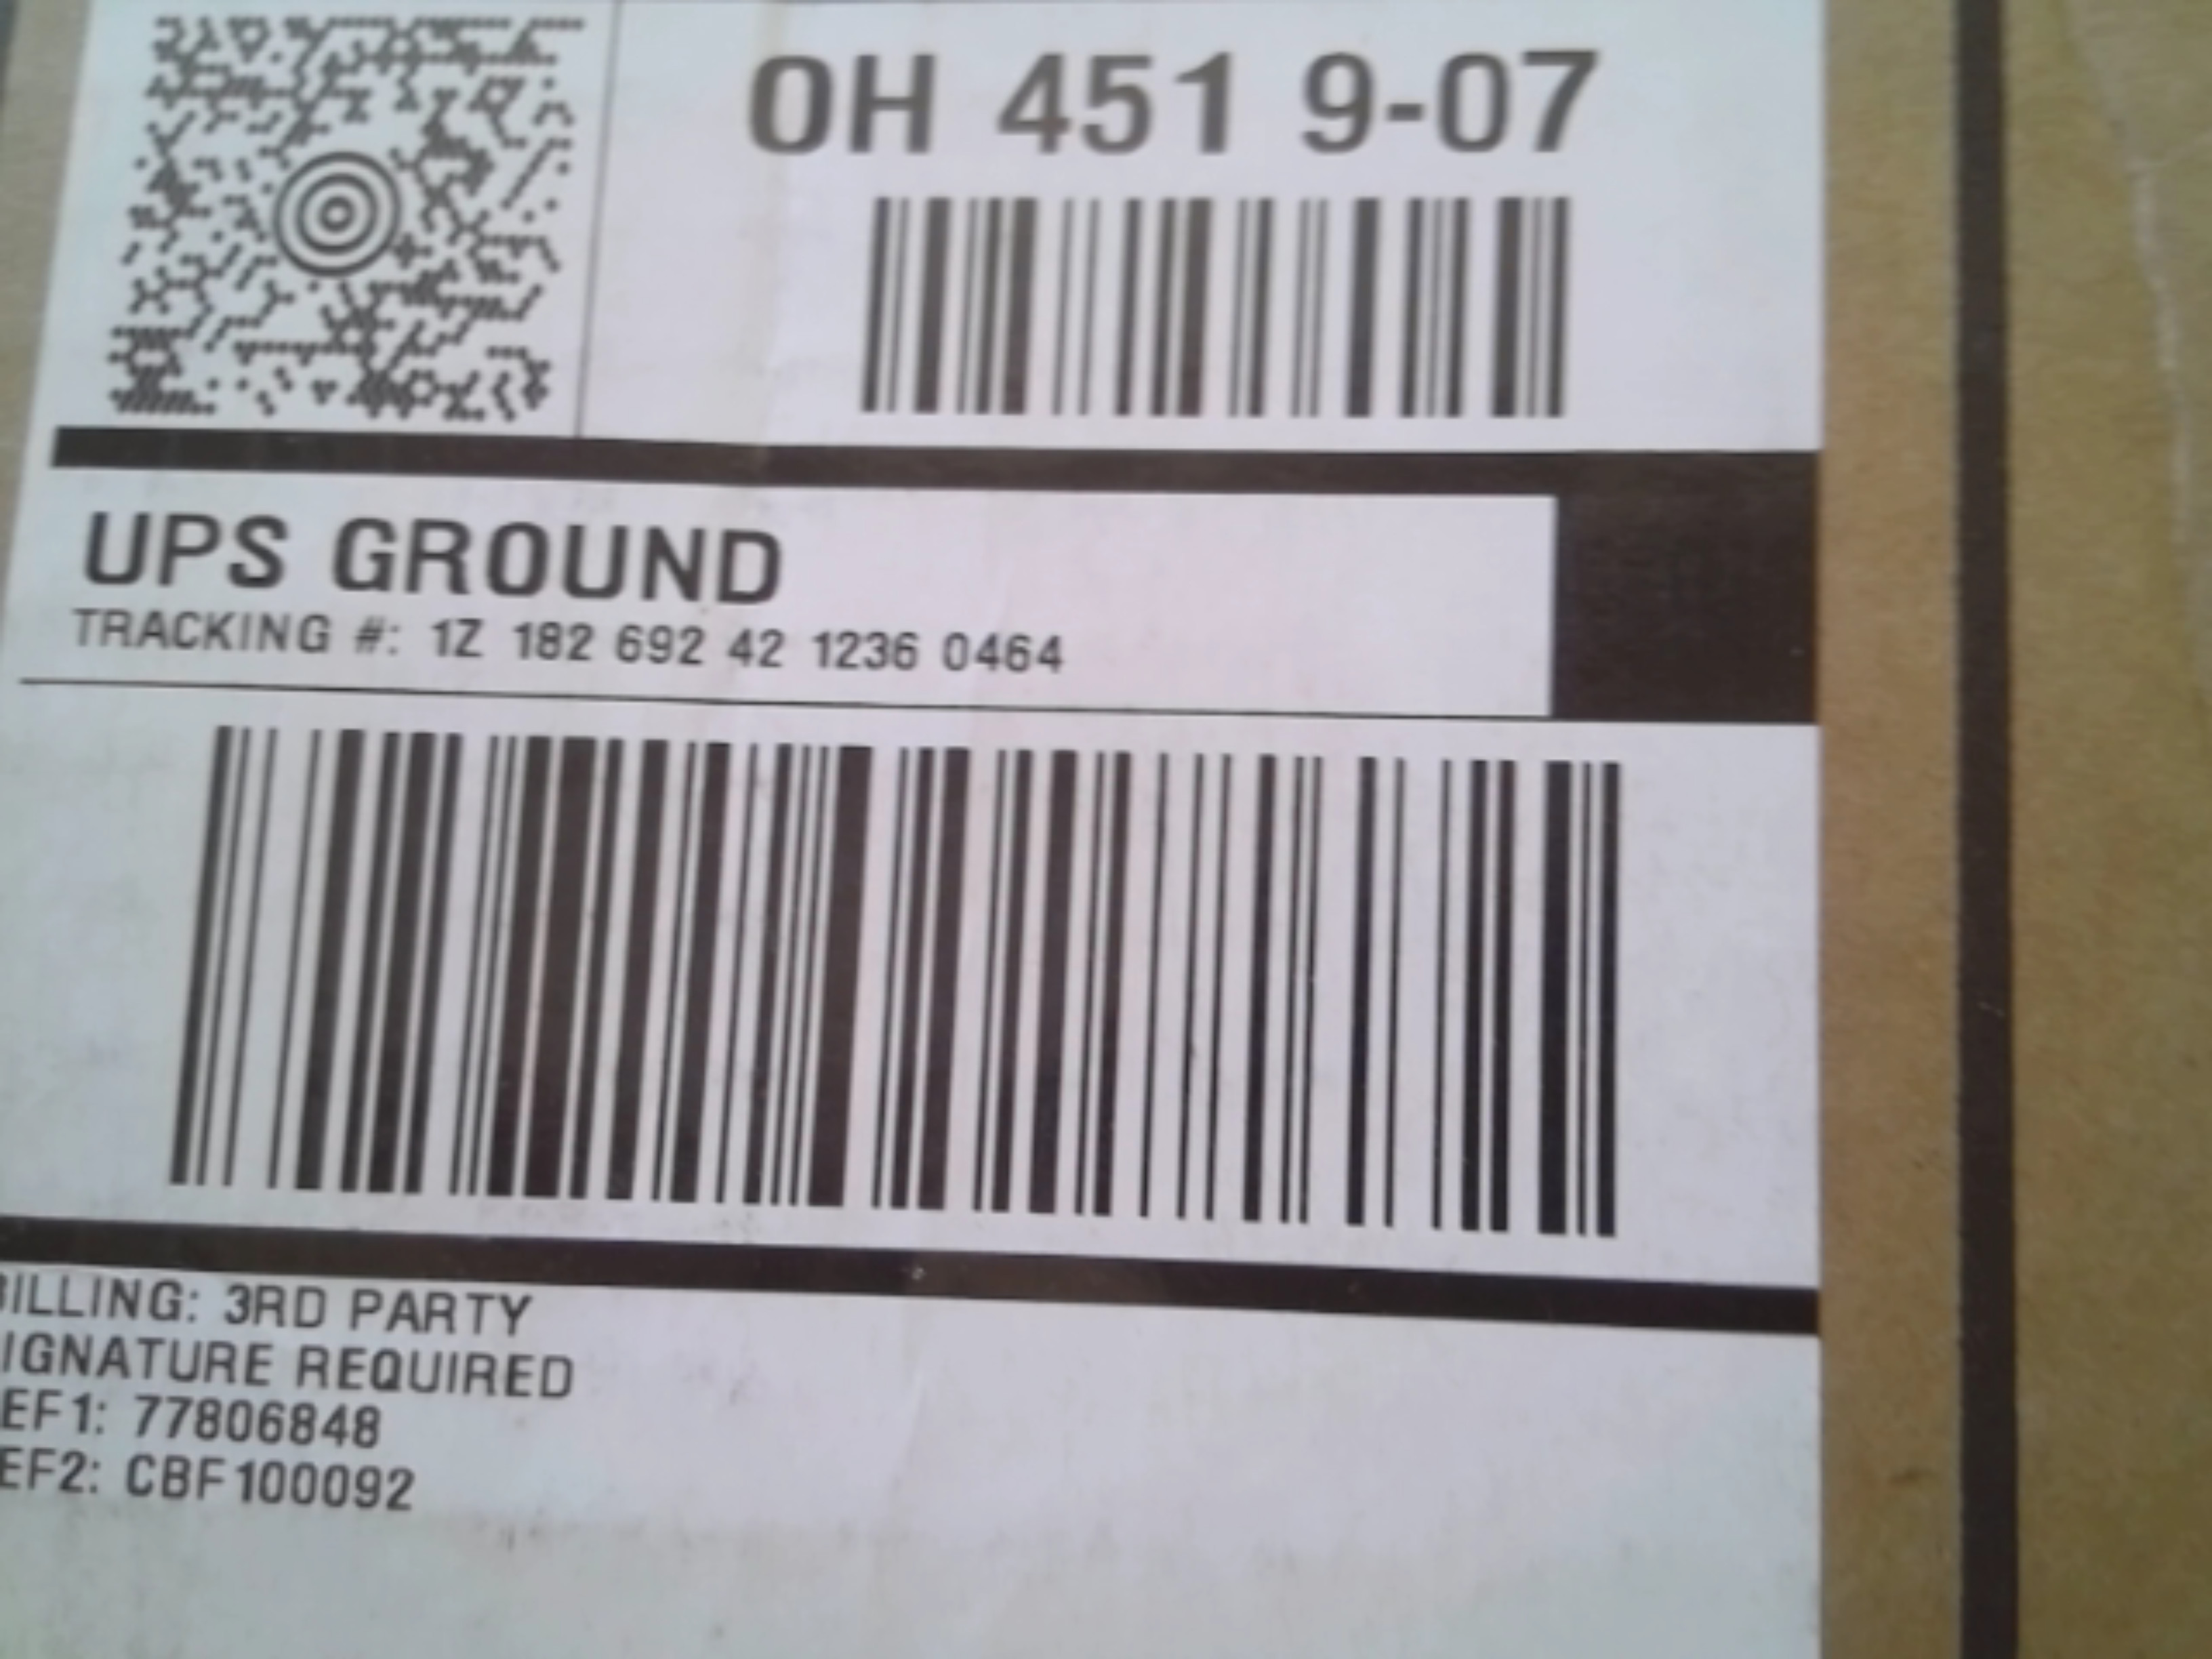 OH 451 9-07
UPS GROUND
TRACKING #: 1Z 182 692 42 1236 0464
BILLING: 3RD PARTY
IGNATURE REQUIRED
EF1: 77806848
EF2: CBF100092